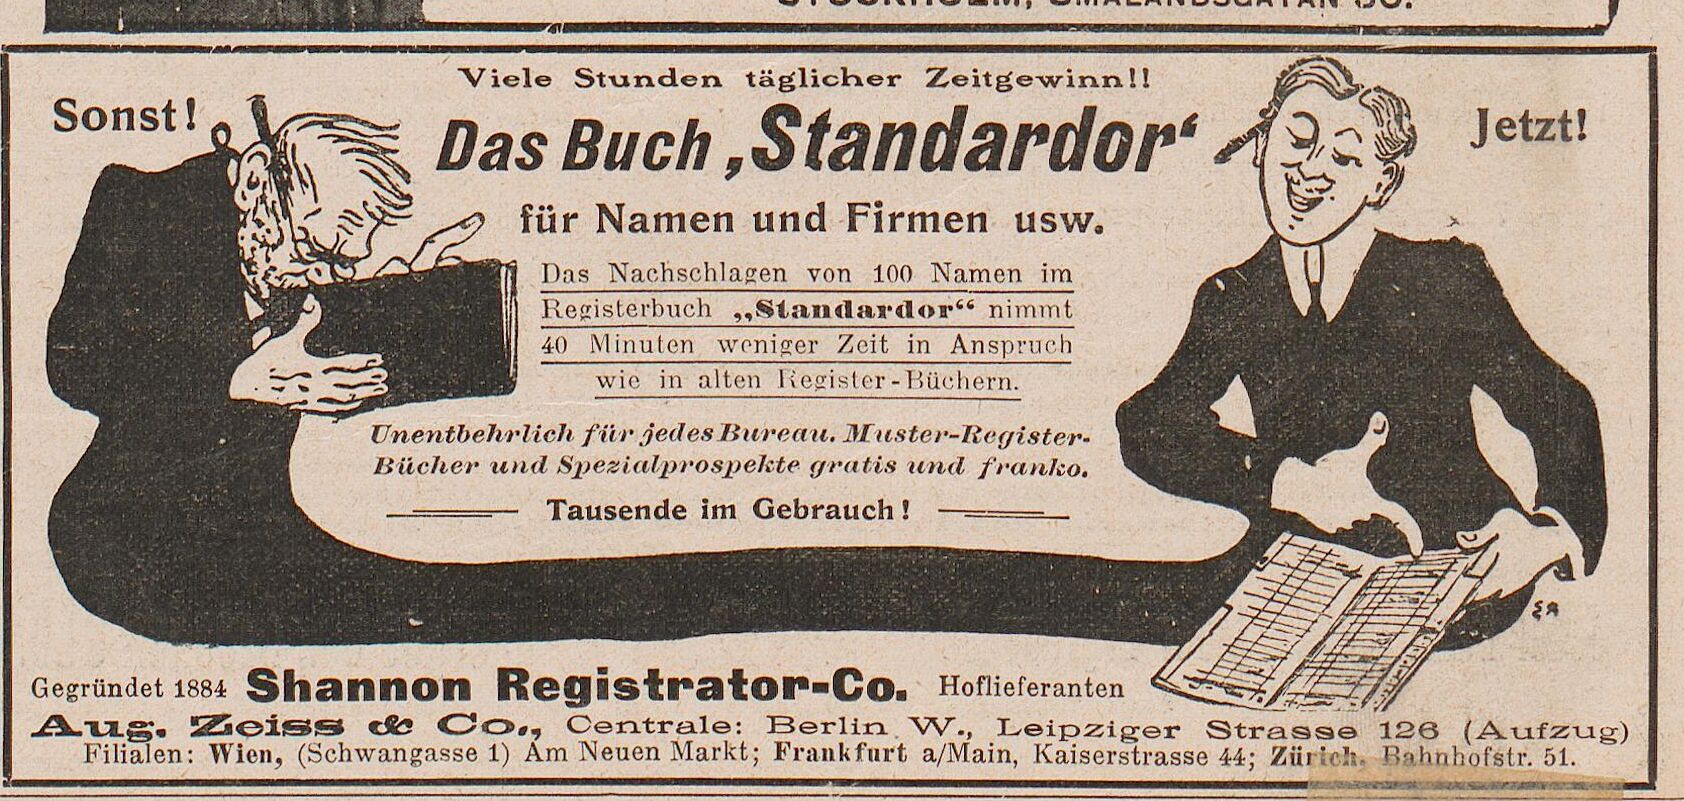 STOCKHOLM, SMÅLANDSGATAN
Viele Stunden täglicher Zeitgewinn!!
Sonst!
Das Buch ‚Standardor‘
Jetzt!
für Namen und Firmen usw.
Das Nachschlagen von 100 Namen im
Registerbuch „Standardor“ nimmt
40 Minuten weniger Zeit in Anspruch
wie in alten Register-Büchern.
Unentbehrlich für jedes Bureau. Muster-Register-
Bücher und Spezialprospekte gratis und franko.
Tausende im Gebrauch!
Gegründet 1884 Shannon Registrator-Co. Hoflieferanten
Aug. Zeiss & Co., Centrale: Berlin W., Leipziger Strasse 126 (Aufzug)
Filialen: Wien, (Schwangasse 1) Am Neuen Markt; Frankfurt a/Main, Kaiserstrasse 44; Zürich, Bahnhofstr. 51.